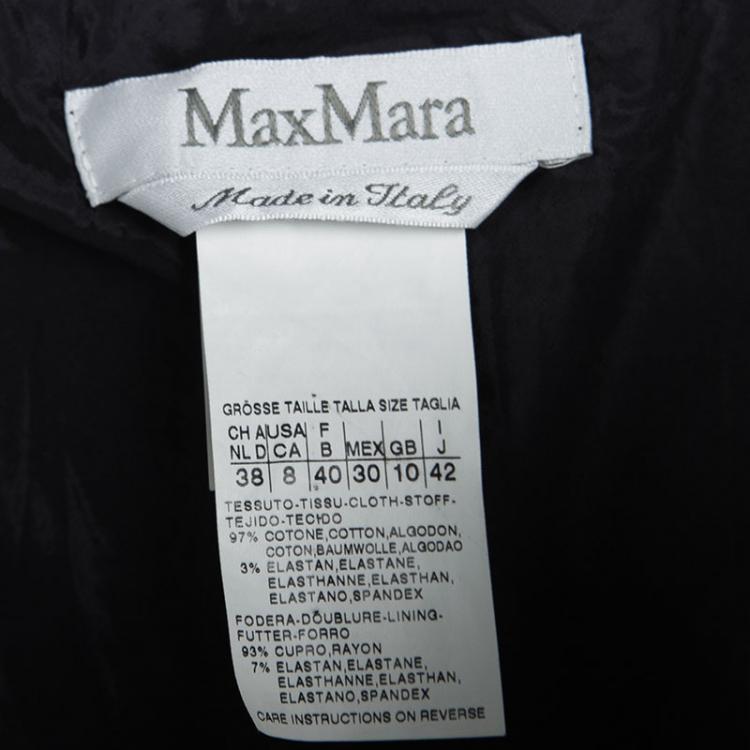 MaxMara
Made in Italy
GRÖSSE TAILLE TALLA SIZE TAGLIA
CH A USA F I
NL D CA B MEX GB J
38 8 40 30 10 42
TESSUTO-TISSU-CLOTH-STOFF-
TEJIDO-TECIDO
97% COTONE,COTTON,ALGODON,
COTON,BAUMWOLLE,ALGODAO
3% ELASTAN,ELASTANE,
ELASTHANNE,ELASTHAN,
ELASTANO,SPANDEX
FODERA-DOUBLURE-LINING-
FUTTER-FORRO
93% CUPRO,RAYON
7% ELASTAN,ELASTANE,
ELASTHANNE,ELASTHAN,
ELASTANO,SPANDEX
CARE INSTRUCTIONS ON REVERSE